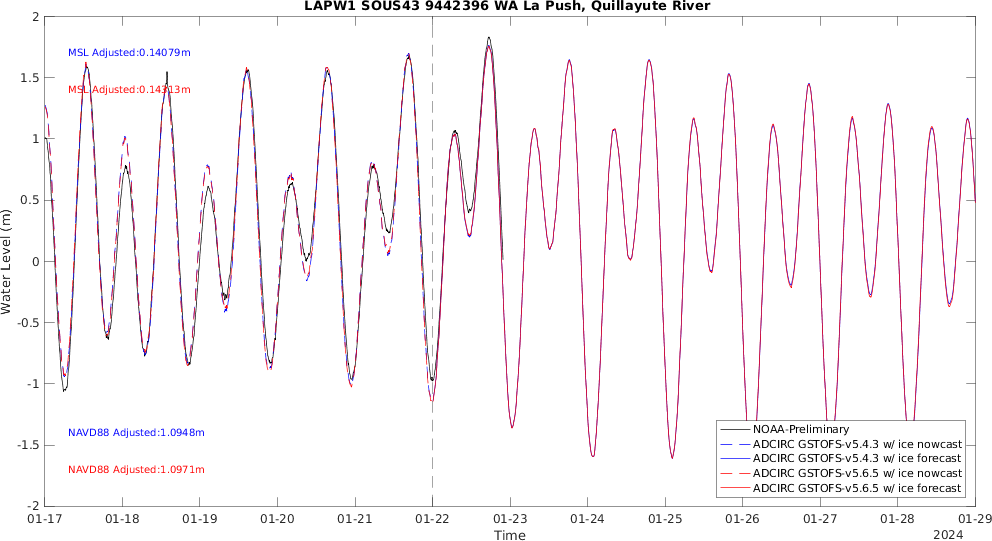 LAPW1 SOUS43 9442396 WA La Push, Quillayute River
2
1.5
1
0.5
0
-0.5
-1
-1.5
-2
Water Level (m)
MSL Adjusted:0.14079m
MSL Adjusted:0.14313m
NAVD88 Adjusted:1.0948m
NAVD88 Adjusted:1.0971m
NOAA-Preliminary
ADCIRC GSTOFS-v5.4.3 w/ ice nowcast
ADCIRC GSTOFS-v5.4.3 w/ ice forecast
ADCIRC GSTOFS-v5.6.5 w/ ice nowcast
ADCIRC GSTOFS-v5.6.5 w/ ice forecast
01-17 01-18 01-19 01-20 01-21 01-22 01-23 01-24 01-25 01-26 01-27 01-28 01-29
Time
2024